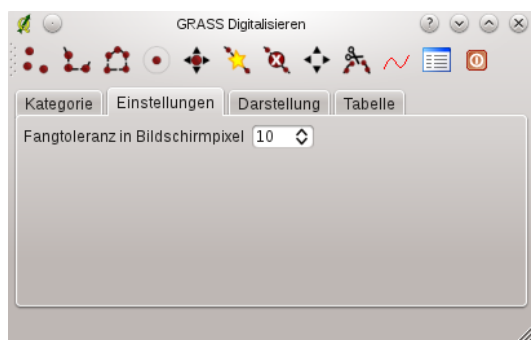 GRASS Digitalisieren
Kategorie Einstellungen Darstellung Tabelle
Fangtoleranz in Bildschirmpixel 10